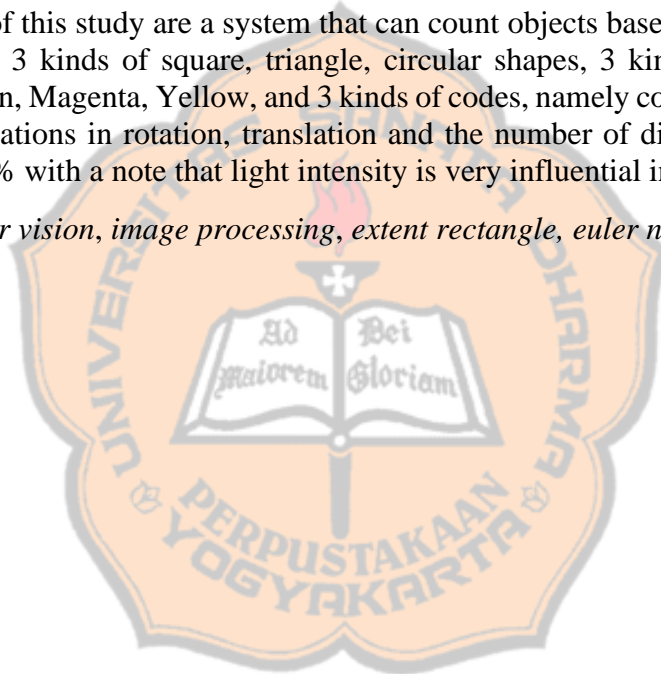 of this study are a system that can count objects base
3 kinds of square, triangle, circular shapes, 3 kin
n, Magenta, Yellow, and 3 kinds of codes, namely co
ations in rotation, translation and the number of di
% with a note that light intensity is very influential i
r vision, image processing, extent rectangle, euler n
UNIVERSITAS SANATA DHARMA
Ad Dei
Maiorem Gloriam
PERPUSTAKAAN
YOGYAKARTA